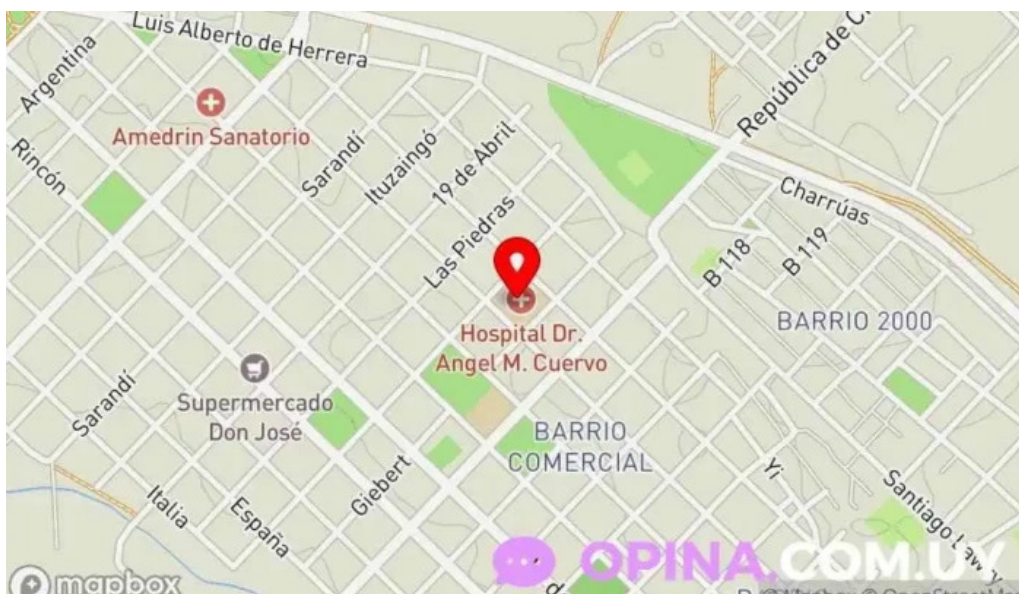 Luis Alberto de Herrera
República de C
Argentina
Amedrin Sanatorio
Rincón
Sarandí
Ituzaingó
19 de Abril
Las Piedras
Charrúas
B 118
B 119
BARRIO 2000
Hospital Dr.
Angel M. Cuervo
Supermercado
Don José
Sarandí
BARRIO
COMERCIAL
Giebert
Yi
Italia
España
Santiago
OPINA.COM.UY
mapbox
© OpenStreetMap